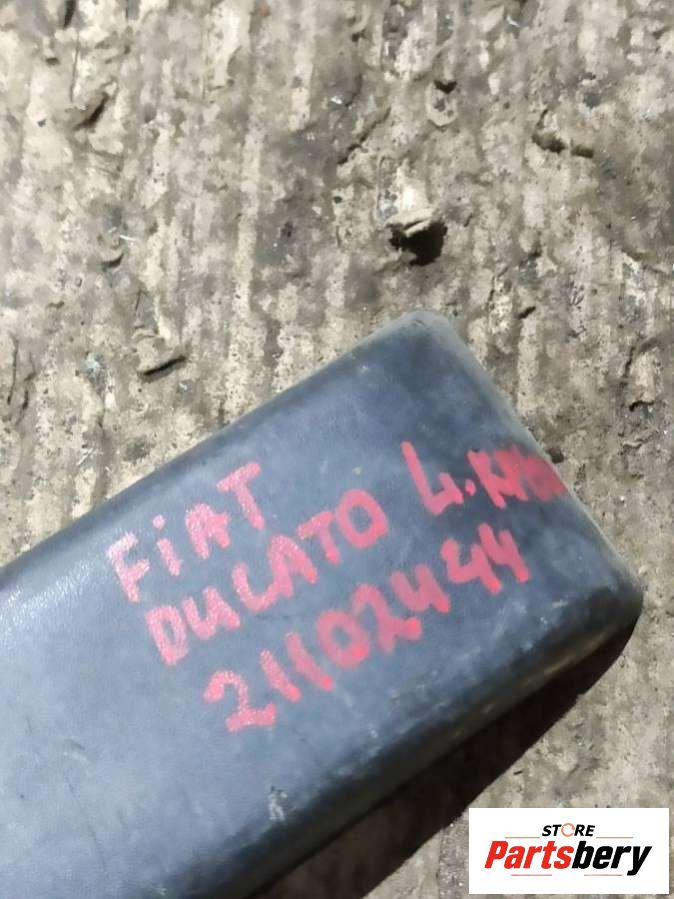 FiAT
DUCATO
21102444
STORE
Partsbery